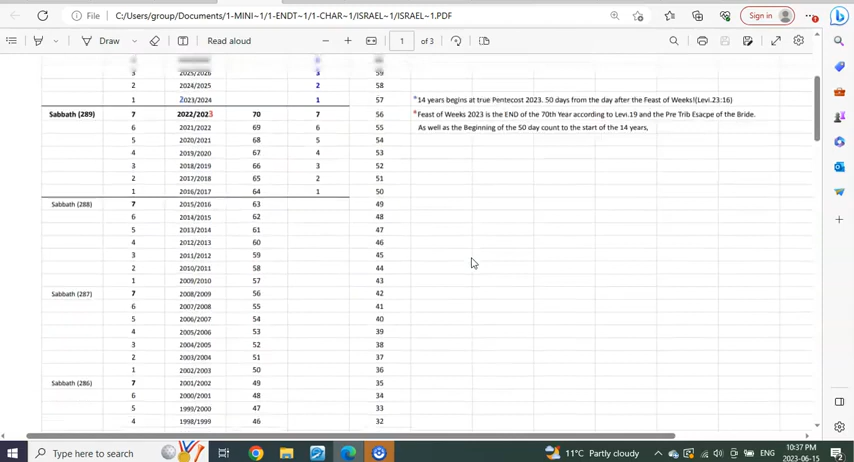 File C:/Users/group/Documents/1-MINI~1/1-ENDT~1/1-CHAR~1/ISRAEL~1/ISRAEL~1.PDF Sign in
Draw Read aloud 1 of 3
3 2025/2026 3 59
2 2024/2025 2 58
1 2023/2024 1 57 *14 years begins at true Pentecost 2023. 50 days from the day after the Feast of Weeks!(Levi.23:16)
Sabbath (289) 7 2022/2023 70 7 56 *Feast of Weeks 2023 is the END of the 70th Year according to Levi.19 and the Pre Trib Esacpe of the Bride.
6 2021/2022 69 6 55 As well as the Beginning of the 50 day count to the start of the 14 years,
5 2020/2021 68 5 54
4 2019/2020 67 4 53
3 2018/2019 66 3 52
2 2017/2018 65 2 51
1 2016/2017 64 1 50
Sabbath (288) 7 2015/2016 63 49
6 2014/2015 62 48
5 2013/2014 61 47
4 2012/2013 60 46
3 2011/2012 59 45
2 2010/2011 58 44
1 2009/2010 57 43
Sabbath (287) 7 2008/2009 56 42
6 2007/2008 55 41
5 2006/2007 54 40
4 2005/2006 53 39
3 2004/2005 52 38
2 2003/2004 51 37
1 2002/2003 50 36
Sabbath (286) 7 2001/2002 49 35
6 2000/2001 48 34
5 1999/2000 47 33
4 1998/1999 46 32
Type here to search 11°C Partly cloudy ENG 10:37 PM
2023-06-15